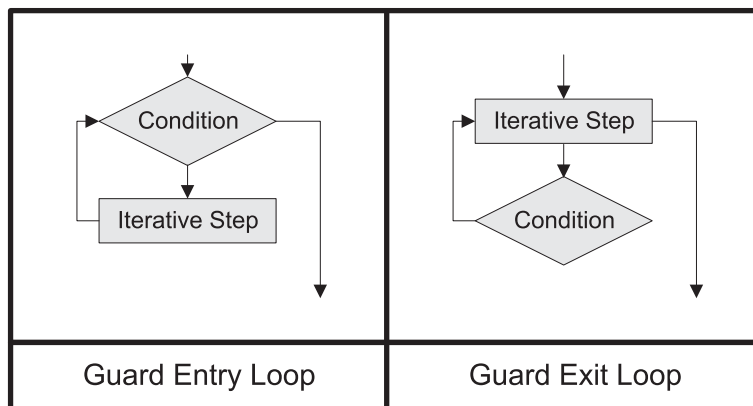 Condition
Iterative Step
Iterative Step
Condition
Guard Entry Loop
Guard Exit Loop